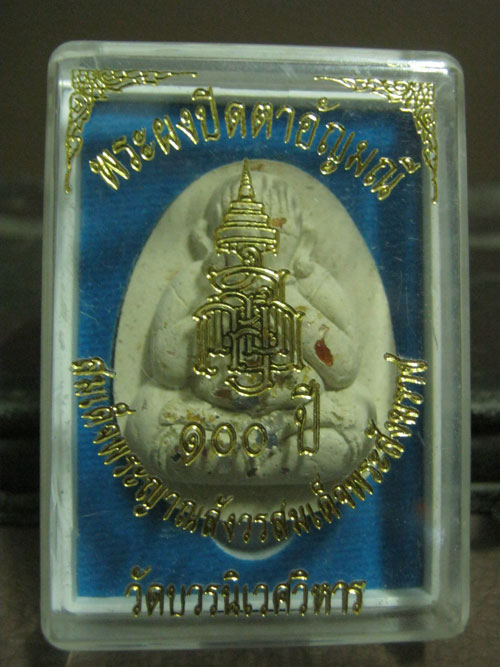 พระผงปิดตาอัญมณี
๑๐๐ ปี
สมเด็จพระญาณสังวรสมเด็จพระสังฆราช
วัดบวรนิเวศวิหาร